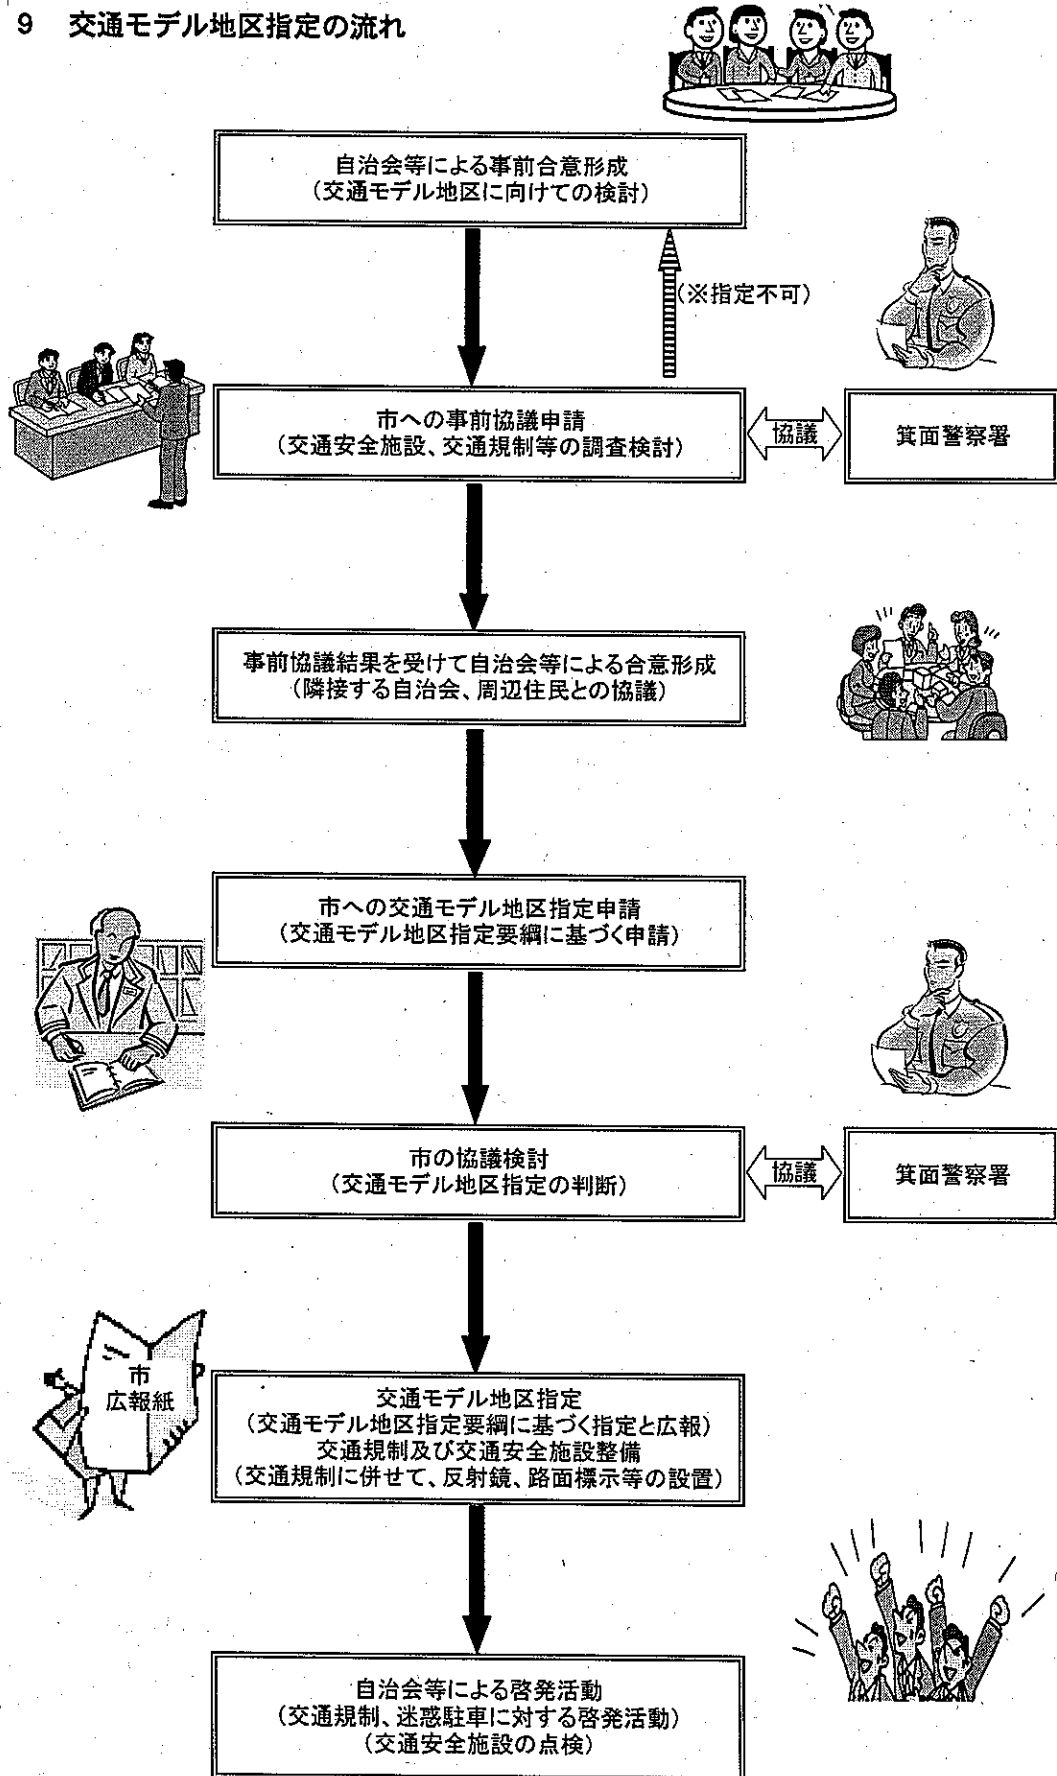 9 交通モデル地区指定の流れ
自治会等による事前合意形成
(交通モデル地区に向けての検討)
(※指定不可)
市への事前協議申請
(交通安全施設、交通規制等の調査検討)
協議
箕面警察署
事前協議結果を受けて自治会等による合意形成
(隣接する自治会、周辺住民との協議)
市への交通モデル地区指定申請
(交通モデル地区指定要綱に基づく申請)
市の協議検討
(交通モデル地区指定の判断)
協議
箕面警察署
市
広報紙
交通モデル地区指定
(交通モデル地区指定要綱に基づく指定と広報)
交通規制及び交通安全施設整備
(交通規制に併せて、反射鏡、路面標示等の設置)
自治会等による啓発活動
(交通規制、迷惑駐車に対する啓発活動)
(交通安全施設の点検)